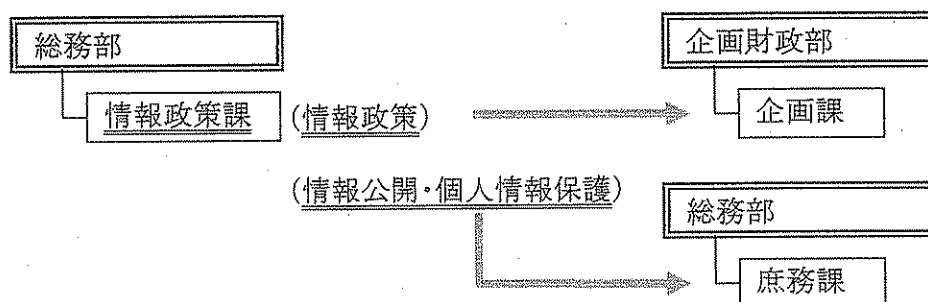 総務部
情報政策課 (情報政策)
(情報公開・個人情報保護)
企画財政部
企画課
総務部
庶務課